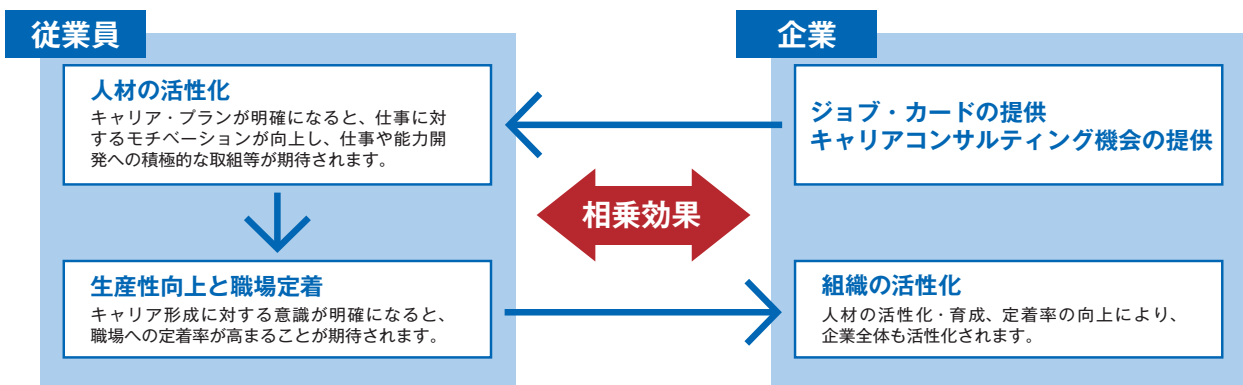 従業員
人材の活性化
キャリア・プランが明確になると、仕事に対
するモチベーションが向上し、仕事や能力開
発への積極的な取組等が期待されます。
生産性向上と職場定着
キャリア形成に対する意識が明確になると、
職場への定着率が高まることが期待されます。
相乗効果
企業
ジョブ・カードの提供
キャリアコンサルティング機会の提供
組織の活性化
人材の活性化・育成、定着率の向上により、
企業全体も活性化されます。